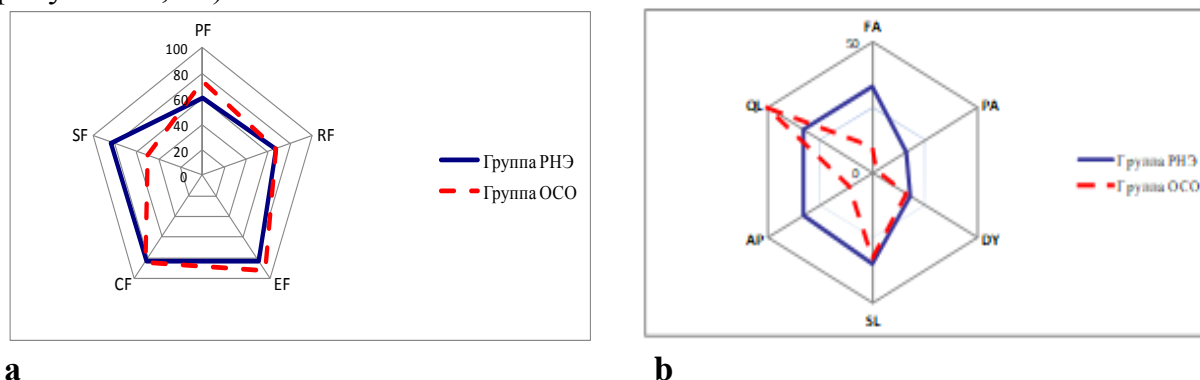 PF
100
80
60
40
20
0
SF
RF
CF
EF
Группа РНЭ
Группа ОСО
a
FA
50
QL
PA
0
AP
DY
SL
Группа РНЭ
Группа ОСО
b